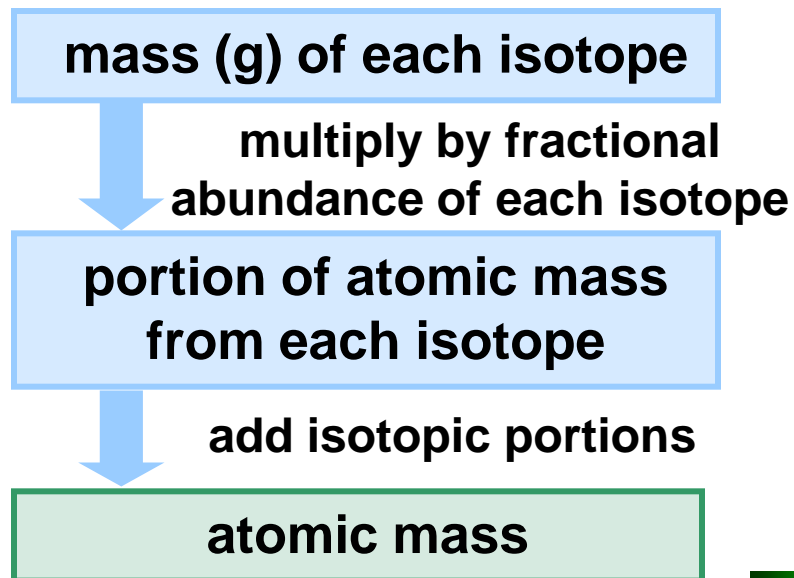 mass (g) of each isotope
multiply by fractional
abundance of each isotope
portion of atomic mass
from each isotope
add isotopic portions
atomic mass